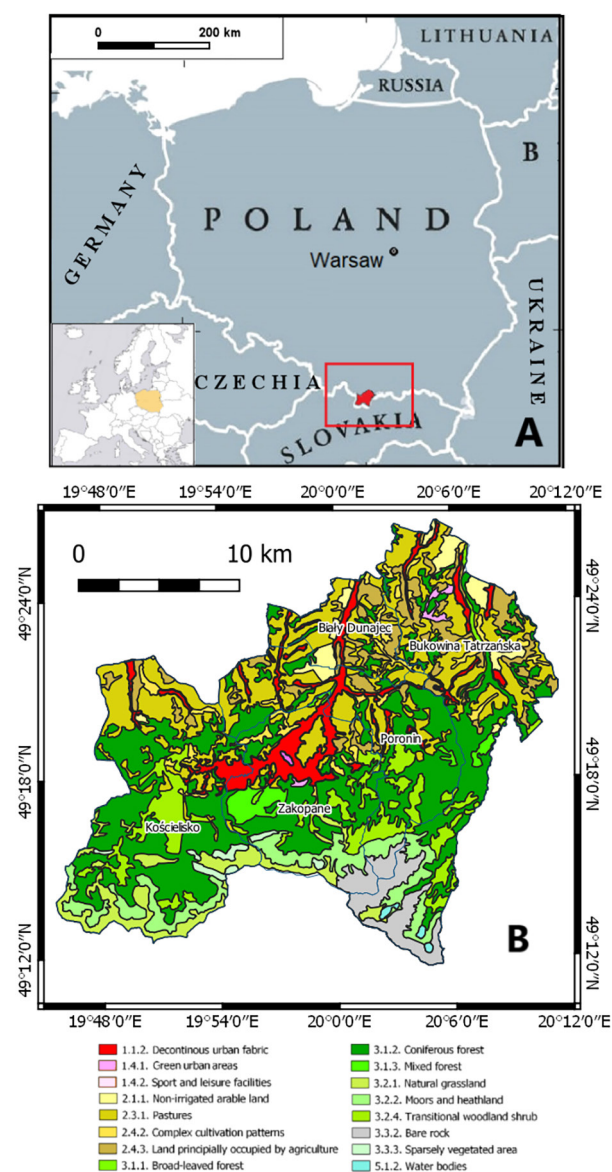 0 200 km
LITHUANIA
RUSSIA
B
GERMANY
POLAND
Warsaw
UKRAINE
CZECHIA
SLOVAKIA
A
19°48′0″E 19°54′0″E 20°0′0″E 20°6′0″E 20°12′0″E
0 10 km
49°24′0″N 49°24′0″N
Biały Dunajec
Bukowina Tatrzańska
Poronin
49°18′0″N 49°18′0″N
Zakopane
Kościelisko
B
49°12′0″N 49°12′0″N
19°48′0″E 19°54′0″E 20°0′0″E 20°6′0″E 20°12′0″E
1.1.2. Decontinous urban fabric
1.4.1. Green urban areas
1.4.2. Sport and leisure facilities
2.1.1. Non-irrigated arable land
2.3.1. Pastures
2.4.2. Complex cultivation patterns
2.4.3. Land principially occupied by agriculture
3.1.1. Broad-leaved forest
3.1.2. Coniferous forest
3.1.3. Mixed forest
3.2.1. Natural grassland
3.2.2. Moors and heathland
3.2.4. Transitional woodland shrub
3.3.2. Bare rock
3.3.3. Sparsely vegetated area
5.1.2. Water bodies